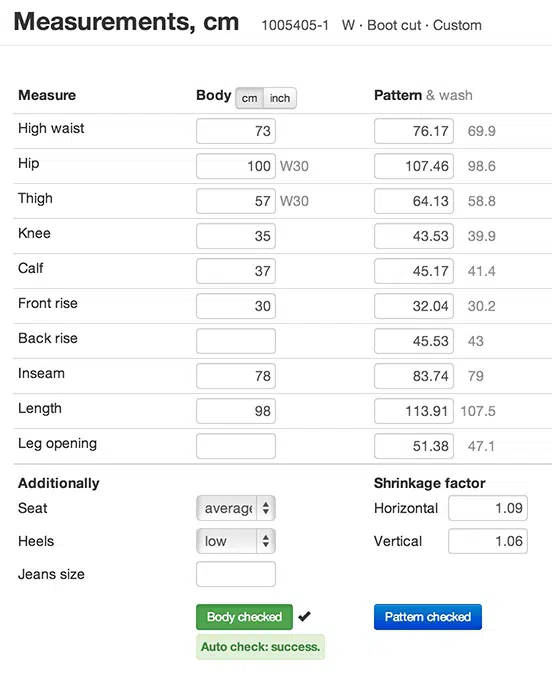 Measurements, cm 1005405-1 W · Boot cut · Custom
Measure Body cm inch Pattern & wash
High waist 73 76.17 69.9
Hip 100 W30 107.46 98.6
Thigh 57 W30 64.13 58.8
Knee 35 43.53 39.9
Calf 37 45.17 41.4
Front rise 30 32.04 30.2
Back rise 45.53 43
Inseam 78 83.74 79
Length 98 113.91 107.5
Leg opening 51.38 47.1
Additionally Shrinkage factor
Seat average Horizontal 1.09
Heels low Vertical 1.06
Jeans size
Body checked ✔ Pattern checked
Auto check: success.